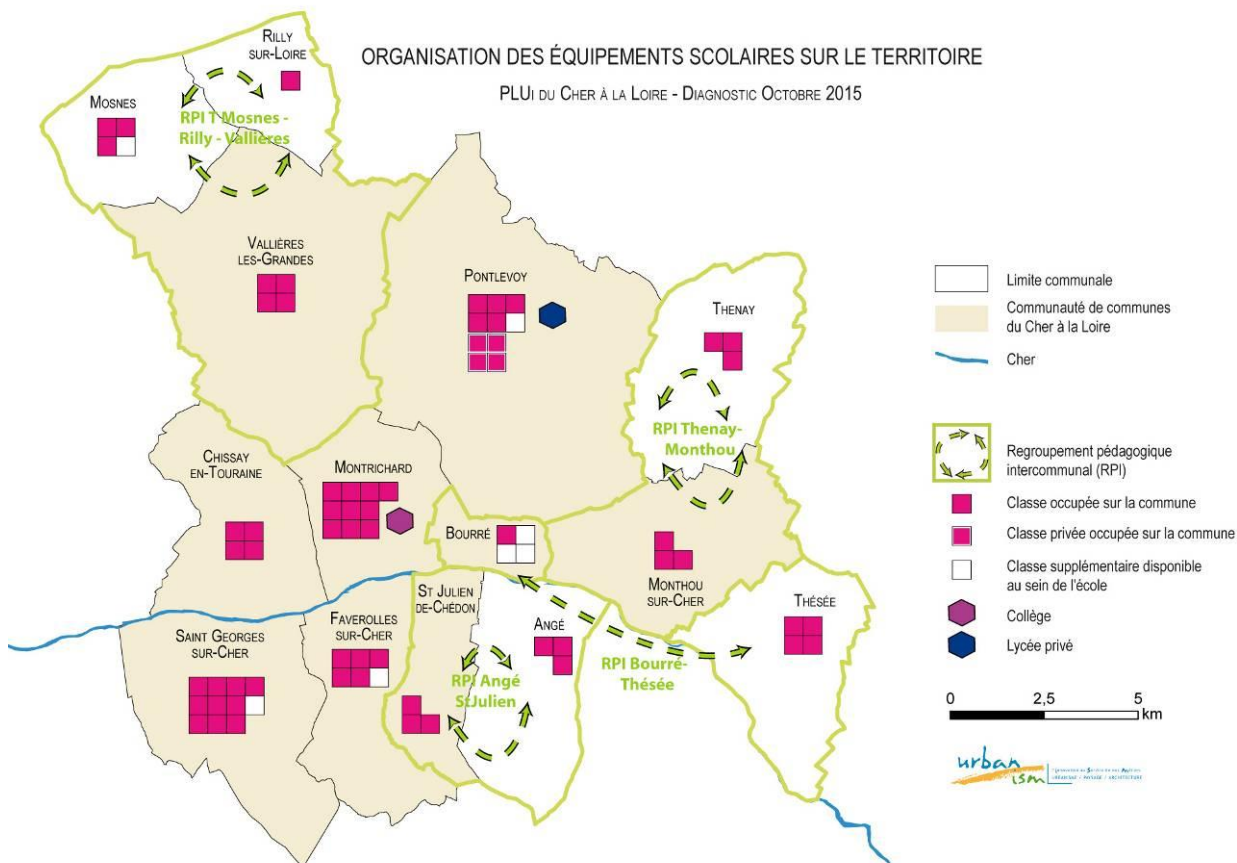 ORGANISATION DES ÉQUIPEMENTS SCOLAIRES SUR LE TERRITOIRE
PLUi DU CHER À LA LOIRE - DIAGNOSTIC OCTOBRE 2015
RILLY
SUR-LOIRE
MOSNES
RPI T Mosnes -
Rilly - Vallières
VALLIÈRES
LES-GRANDES
PONTLEVOY
THENAY
RPI Thenay-
Monthou
CHISSAY
EN-TOURAINE
MONTRICHARD
BOURRÉ
MONTHOU
SUR-CHER
ST JULIEN
DE-CHÉDON
THÉSÉE
SAINT GEORGES
SUR-CHER
FAVEROLLES
SUR-CHER
ANGÉ
RPI Angé
StJulien
RPI Bourré-
Thésée
Limite communale
Communauté de communes
du Cher à la Loire
Cher
Regroupement pédagogique
intercommunal (RPI)
Classe occupée sur la commune
Classe privée occupée sur la commune
Classe supplémentaire disponible
au sein de l'école
Collège
Lycée privé
0 2,5 5
km
urban
ism
URBANISME / PAYSAGE / ARCHITECTURE